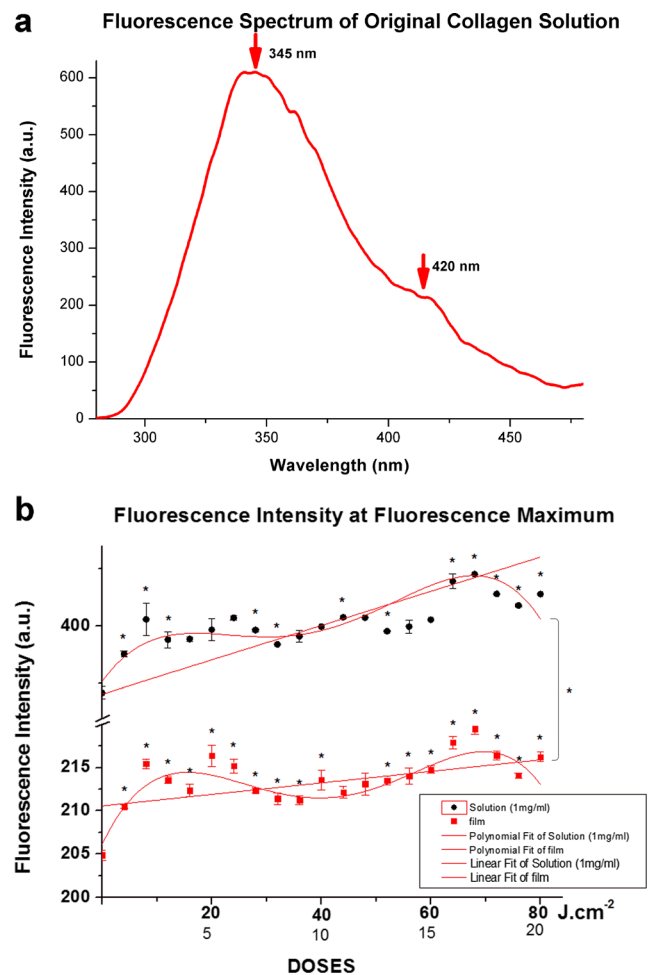 a
Fluorescence Spectrum of Original Collagen Solution
345 nm
420 nm
600
500
400
300
200
100
0
Fluorescence Intensity (a.u.)
300 350 400 450
Wavelength (nm)
b
Fluorescence Intensity at Fluorescence Maximum
* * * * * * * * * * * *
400
*
* * * * * * * * * * * * * * * * *
215
210
205
200
Fluorescence Intensity (a.u.)
Solution (1mg/ml)
film
Polynomial Fit of Solution (1mg/ml)
Polynomial Fit of film
Linear Fit of Solution (1mg/ml)
Linear Fit of film
20 40 60 80 J.cm-2
5 10 15 20
DOSES